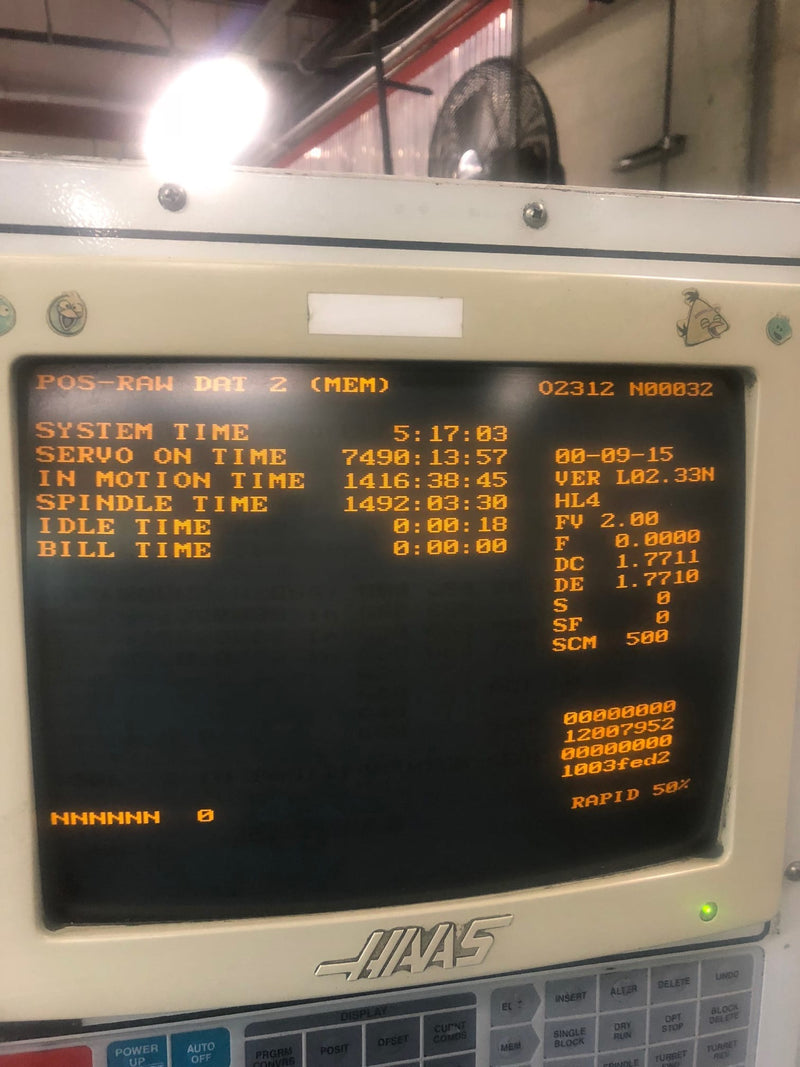 POS-RAW DAT 2 (MEM) O2312 N00032
SYSTEM TIME 5:17:03
SERVO ON TIME 7490:13:57
IN MOTION TIME 1416:38:45
SPINDLE TIME 1492:03:30
IDLE TIME 0:00:18
BILL TIME 0:00:00
00-09-15
VER L02.33N
HL4
FV 2.00
F 0.0000
DC 1.7711
DE 1.7710
S 0
SF 0
SCM 500
00000000
12007952
00000000
1003fed2
RAPID 50%
NNNNNN 0
HAAS
DISPLAY
POWER UP
AUTO OFF
PRGRM CONVRS
POSIT
OFSET
CURNT COMDS
MEM
INSERT
ALTER
DELETE
UNDO
SINGLE BLOCK
DRY RUN
OPT STOP
BLOCK DELETE
TURRET
TURRET